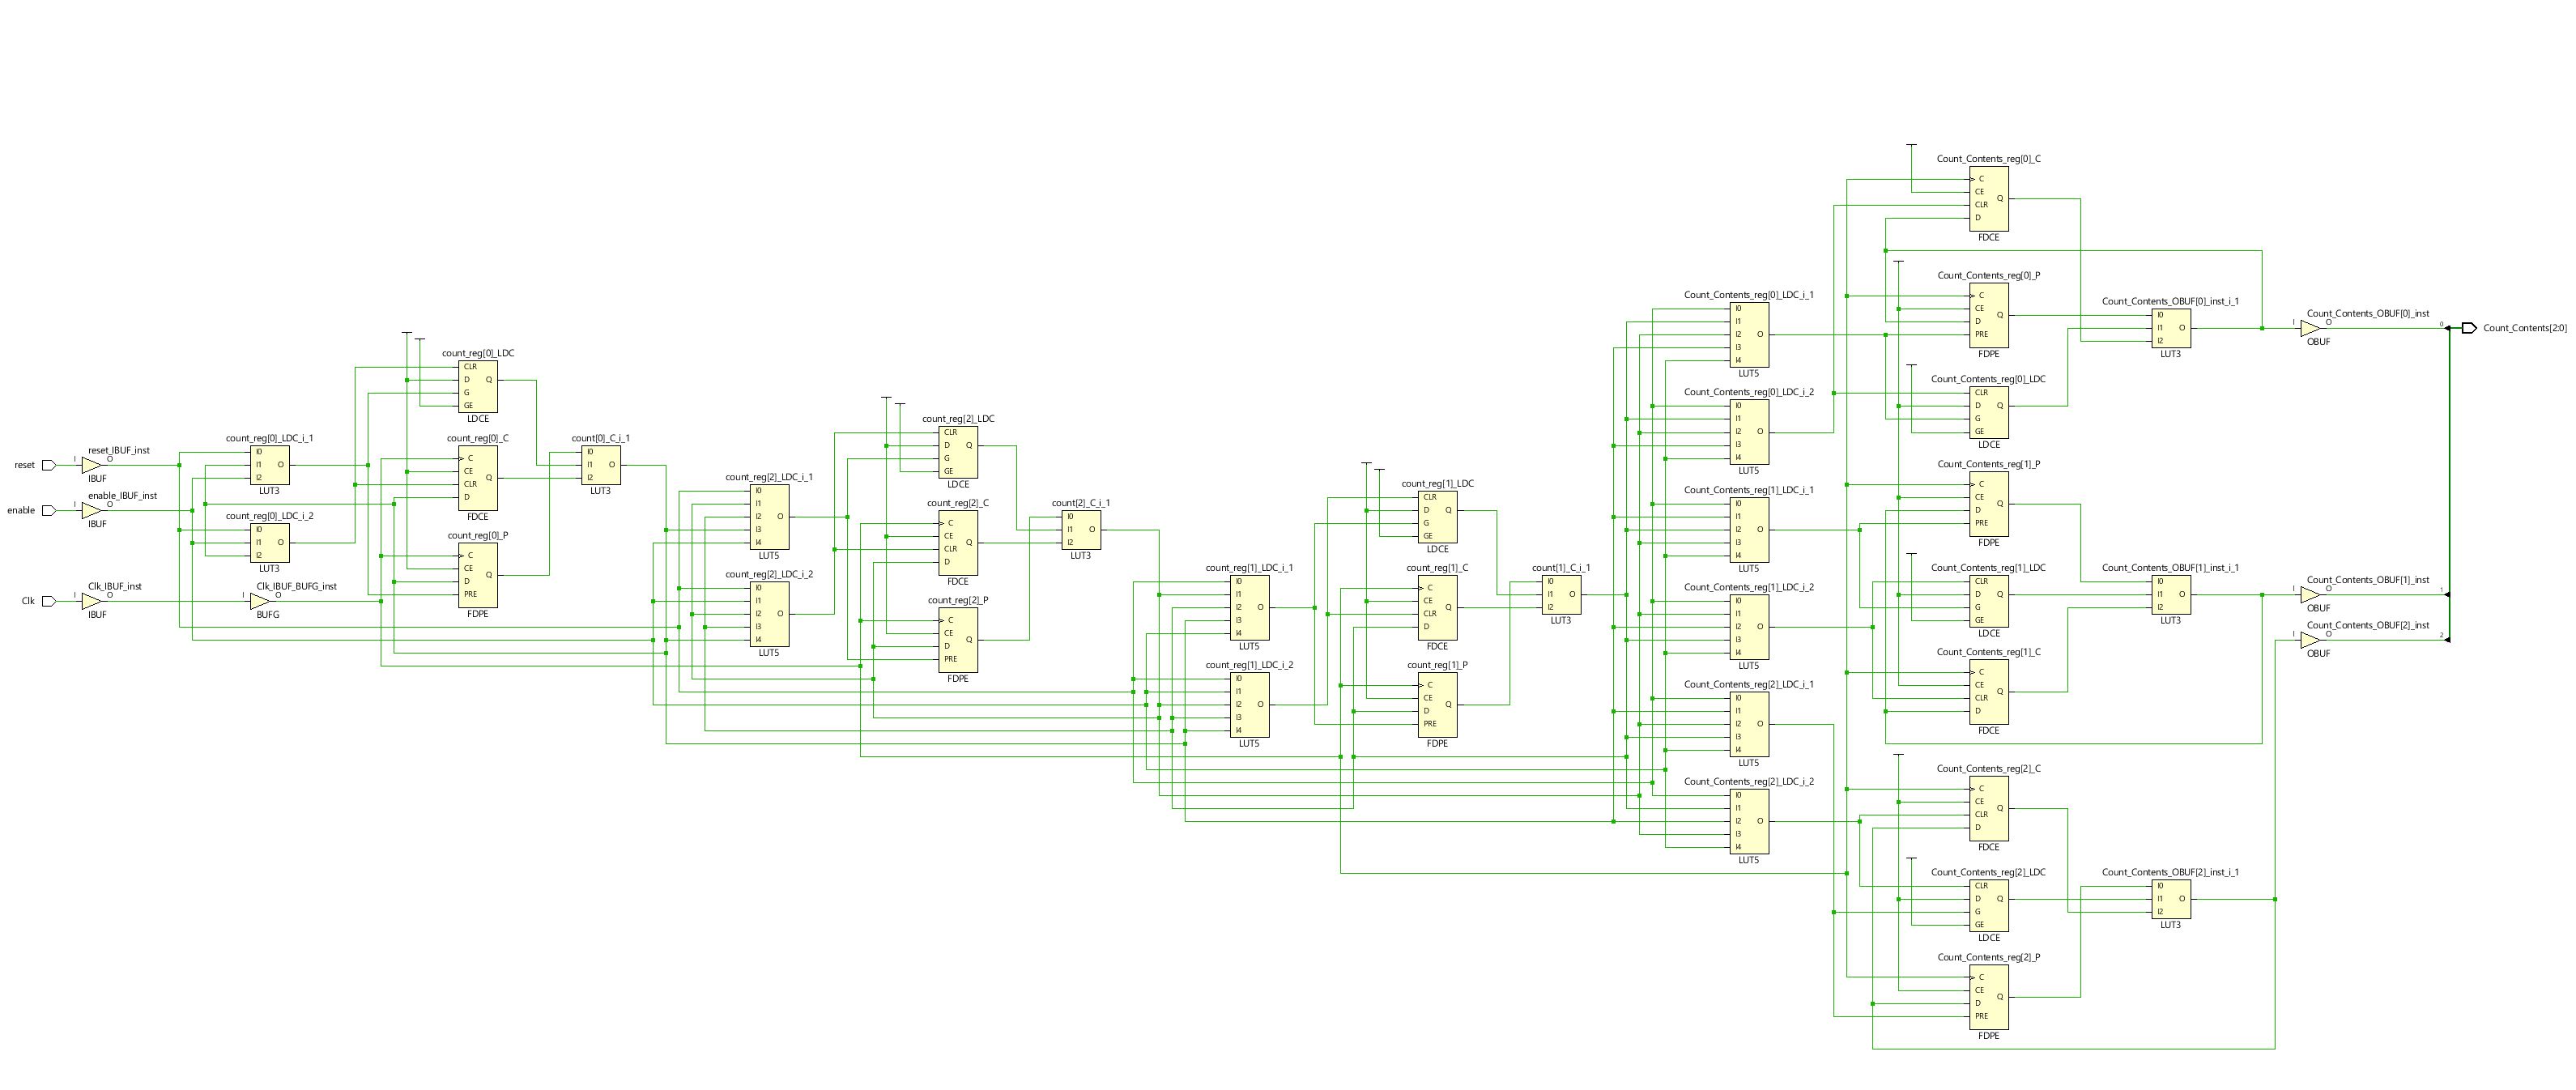 reset
I
reset_IBUF_inst
O
IBUF
enable
I
enable_IBUF_inst
O
IBUF
Clk
I
Clk_IBUF_inst
O
IBUF
I
Clk_IBUF_BUFG_inst
O
BUFG
count_reg[0]_LDC_i_1
I0
I1 O
I2
LUT3
count_reg[0]_LDC_i_2
I0
I1 O
I2
LUT3
count_reg[0]_LDC
CLR
D Q
G
GE
LDCE
count_reg[0]_C
C
CE
Q
CLR
D
FDCE
count_reg[0]_P
C
CE
Q
D
PRE
FDPE
count[0]_C_i_1
I0
I1 O
I2
LUT3
count_reg[2]_LDC_i_1
I0
I1
I2 O
I3
I4
LUT5
count_reg[2]_LDC_i_2
I0
I1
I2 O
I3
I4
LUT5
count_reg[2]_LDC
CLR
D Q
G
GE
LDCE
count_reg[2]_C
C
CE
Q
CLR
D
FDCE
count_reg[2]_P
C
CE
Q
D
PRE
FDPE
count[2]_C_i_1
I0
I1 O
I2
LUT3
count_reg[1]_LDC_i_1
I0
I1
I2 O
I3
I4
LUT5
count_reg[1]_LDC_i_2
I0
I1
I2 O
I3
I4
LUT5
count_reg[1]_LDC
CLR
D Q
G
GE
LDCE
count_reg[1]_C
C
CE
Q
CLR
D
FDCE
count_reg[1]_P
C
CE
Q
D
PRE
FDPE
count[1]_C_i_1
I0
I1 O
I2
LUT3
Count_Contents_reg[0]_LDC_i_1
I0
I1
I2 O
I3
I4
LUT5
Count_Contents_reg[0]_LDC_i_2
I0
I1
I2 O
I3
I4
LUT5
Count_Contents_reg[1]_LDC_i_1
I0
I1
I2 O
I3
I4
LUT5
Count_Contents_reg[1]_LDC_i_2
I0
I1
I2 O
I3
I4
LUT5
Count_Contents_reg[2]_LDC_i_1
I0
I1
I2 O
I3
I4
LUT5
Count_Contents_reg[2]_LDC_i_2
I0
I1
I2 O
I3
I4
LUT5
Count_Contents_reg[0]_C
C
CE
Q
CLR
D
FDCE
Count_Contents_reg[0]_P
C
CE
Q
D
PRE
FDPE
Count_Contents_reg[0]_LDC
CLR
D Q
G
GE
LDCE
Count_Contents_reg[1]_P
C
CE
Q
D
PRE
FDPE
Count_Contents_reg[1]_LDC
CLR
D Q
G
GE
LDCE
Count_Contents_reg[1]_C
C
CE
Q
CLR
D
FDCE
Count_Contents_reg[2]_C
C
CE
Q
CLR
D
FDCE
Count_Contents_reg[2]_LDC
CLR
D Q
G
GE
LDCE
Count_Contents_reg[2]_P
C
CE
Q
D
PRE
FDPE
Count_Contents_OBUF[0]_inst_i_1
I0
I1 O
I2
LUT3
Count_Contents_OBUF[1]_inst_i_1
I0
I1 O
I2
LUT3
Count_Contents_OBUF[2]_inst_i_1
I0
I1 O
I2
LUT3
Count_Contents_OBUF[0]_inst
I O
OBUF
0
Count_Contents[2:0]
Count_Contents_OBUF[1]_inst
I O
OBUF
1
Count_Contents_OBUF[2]_inst
I O
OBUF
2